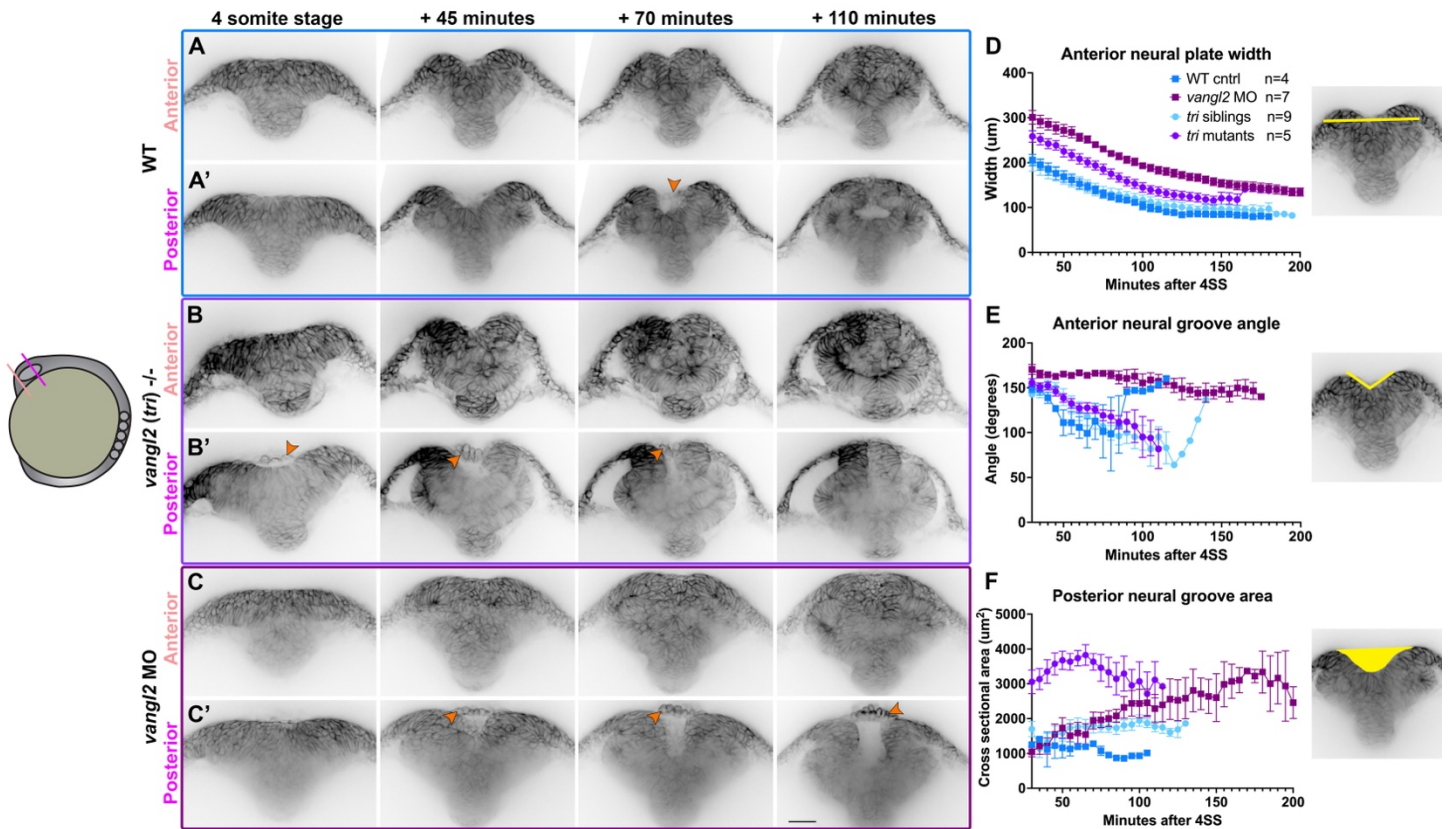 4 somite stage + 45 minutes + 70 minutes + 110 minutes
WT
Anterior
A
Posterior
A'
vangl2 (tri) -/-
Anterior
B
Posterior
B'
vangl2 MO
Anterior
C
Posterior
C'
D
Anterior neural plate width
WT cntrl n=4
vangl2 MO n=7
tri siblings n=9
tri mutants n=5
Width (um)
400
300
200
100
0
50 100 150 200
Minutes after 4SS
E
Anterior neural groove angle
Angle (degrees)
200
150
100
50
0
50 100 150 200
Minutes after 4SS
F
Posterior neural groove area
Cross sectional area (um²)
5000
4000
3000
2000
1000
0
50 100 150 200
Minutes after 4SS